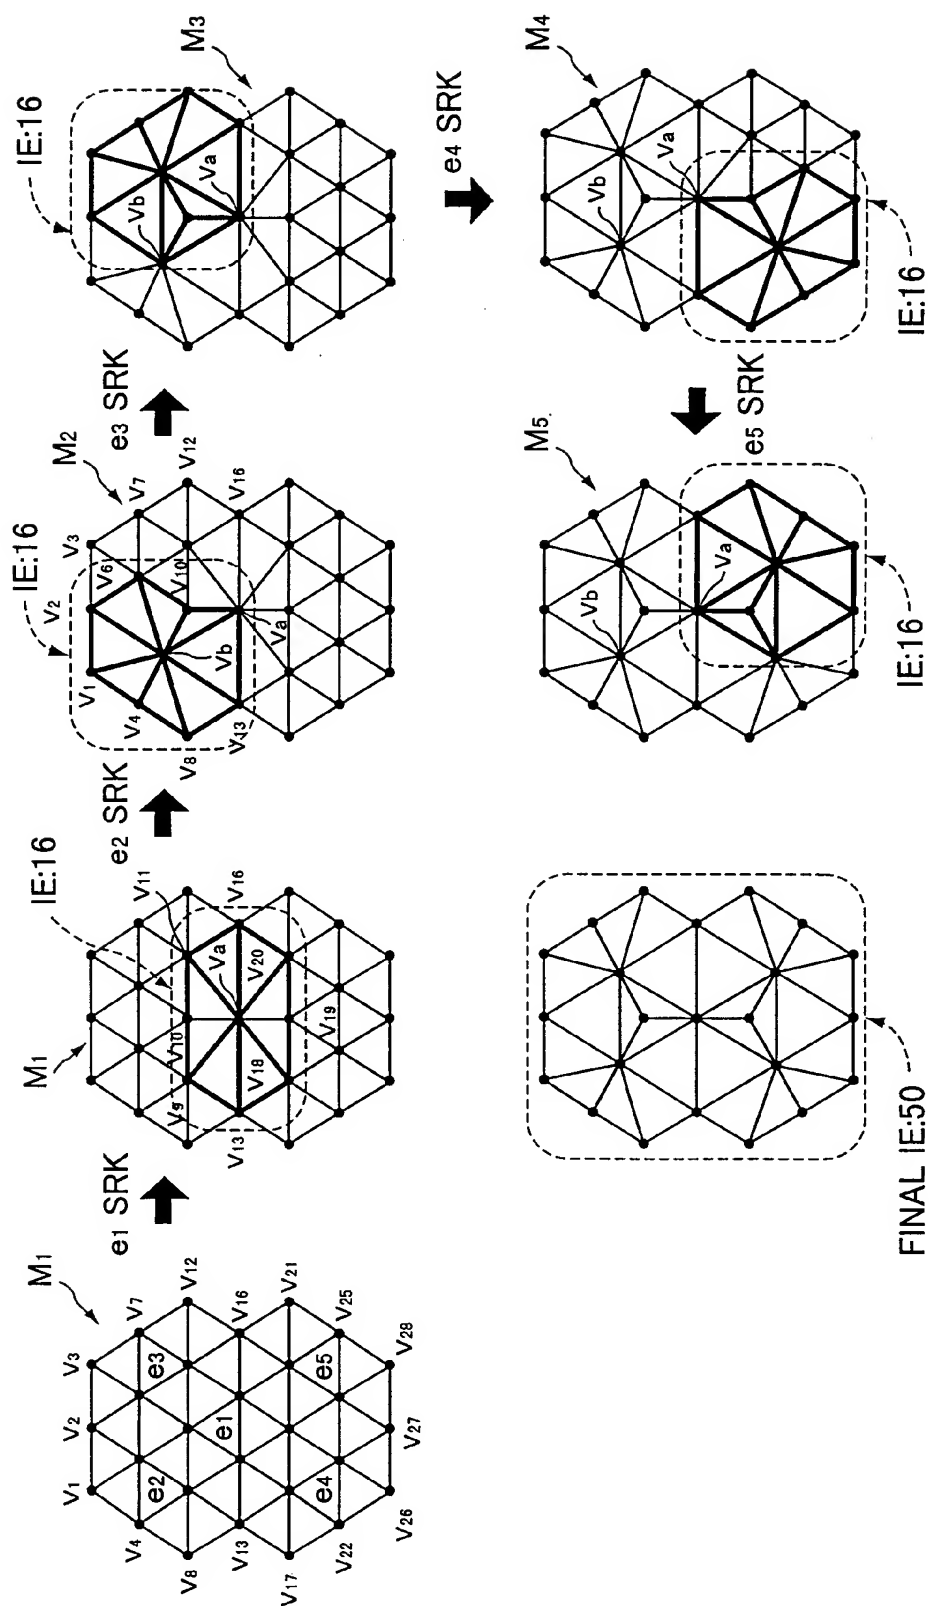 M1
V1
V2
V3
V4
V7
e2
e3
V8
V12
e1
V13
V16
V17
V21
e4
e5
V22
V25
V26
V27
V28
e1 SRK
M1
IE:16
V11
V9
V10
Va
V13
V16
V18
V20
V19
e2 SRK
IE:16
M2
V1
V2
V3
V4
V6
V7
V8
V10
V12
Vb
V13
V16
Va
e3 SRK
IE:16
M3
Vb
Va
e4 SRK
M4
Vb
Va
IE:16
e5 SRK
M5
Vb
Va
IE:16
FINAL IE:50